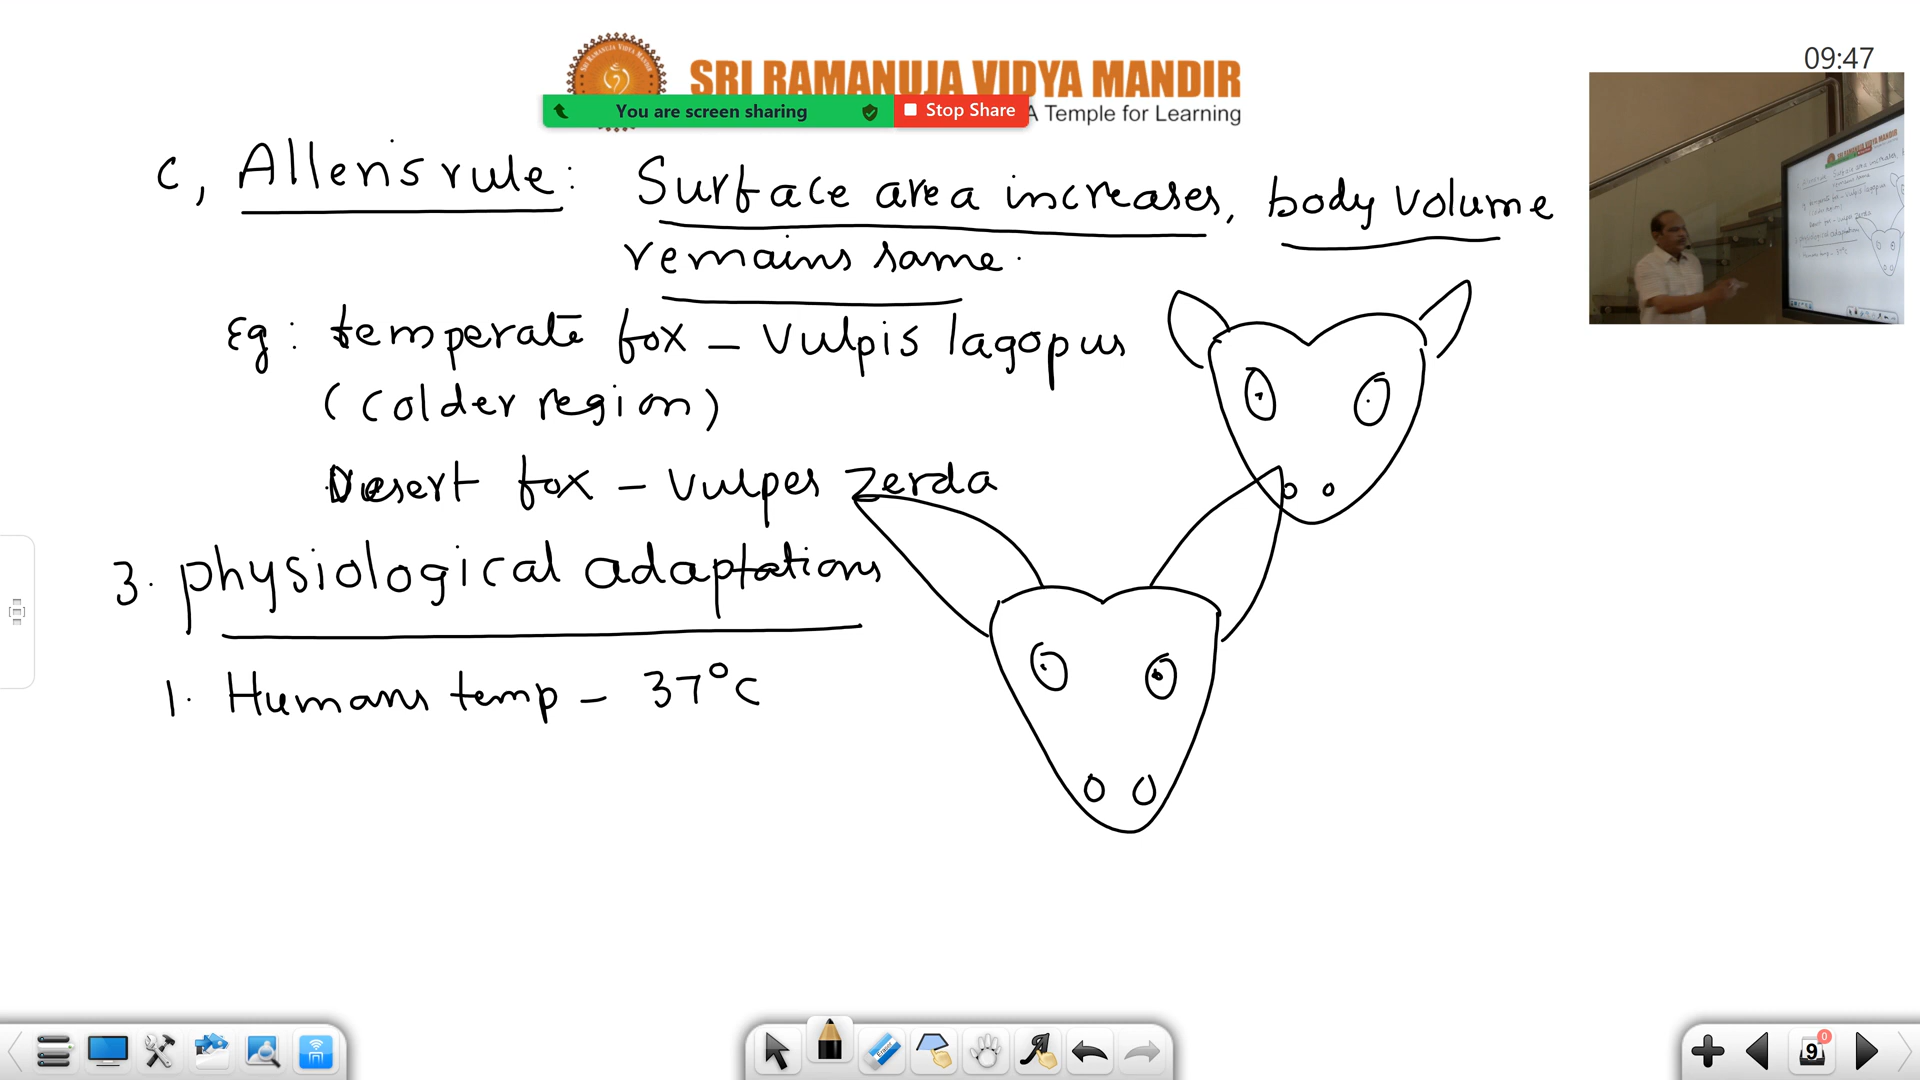 09:47
SRI RAMANUJA VIDYA MANDIR
You are screen sharing
Stop Share
A Temple for Learning
c, Allen's rule: Surface area increases, body volume
remains same.
Eg: temperate fox – Vulpis lagopus
(colder region)
Desert fox – Vulpes Zerda
3. physiological adaptations
1. Humans temp – 37°C
9
0